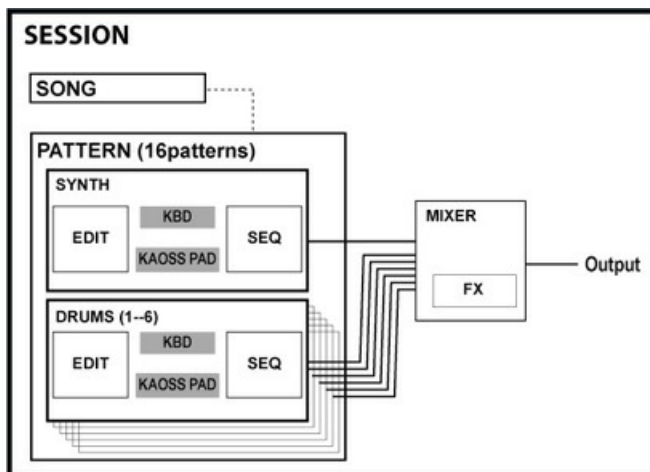 SESSION
SONG
PATTERN (16patterns)
SYNTH
EDIT
KBD
KAOSS PAD
SEQ
DRUMS (1--6)
EDIT
KBD
KAOSS PAD
SEQ
MIXER
FX
Output